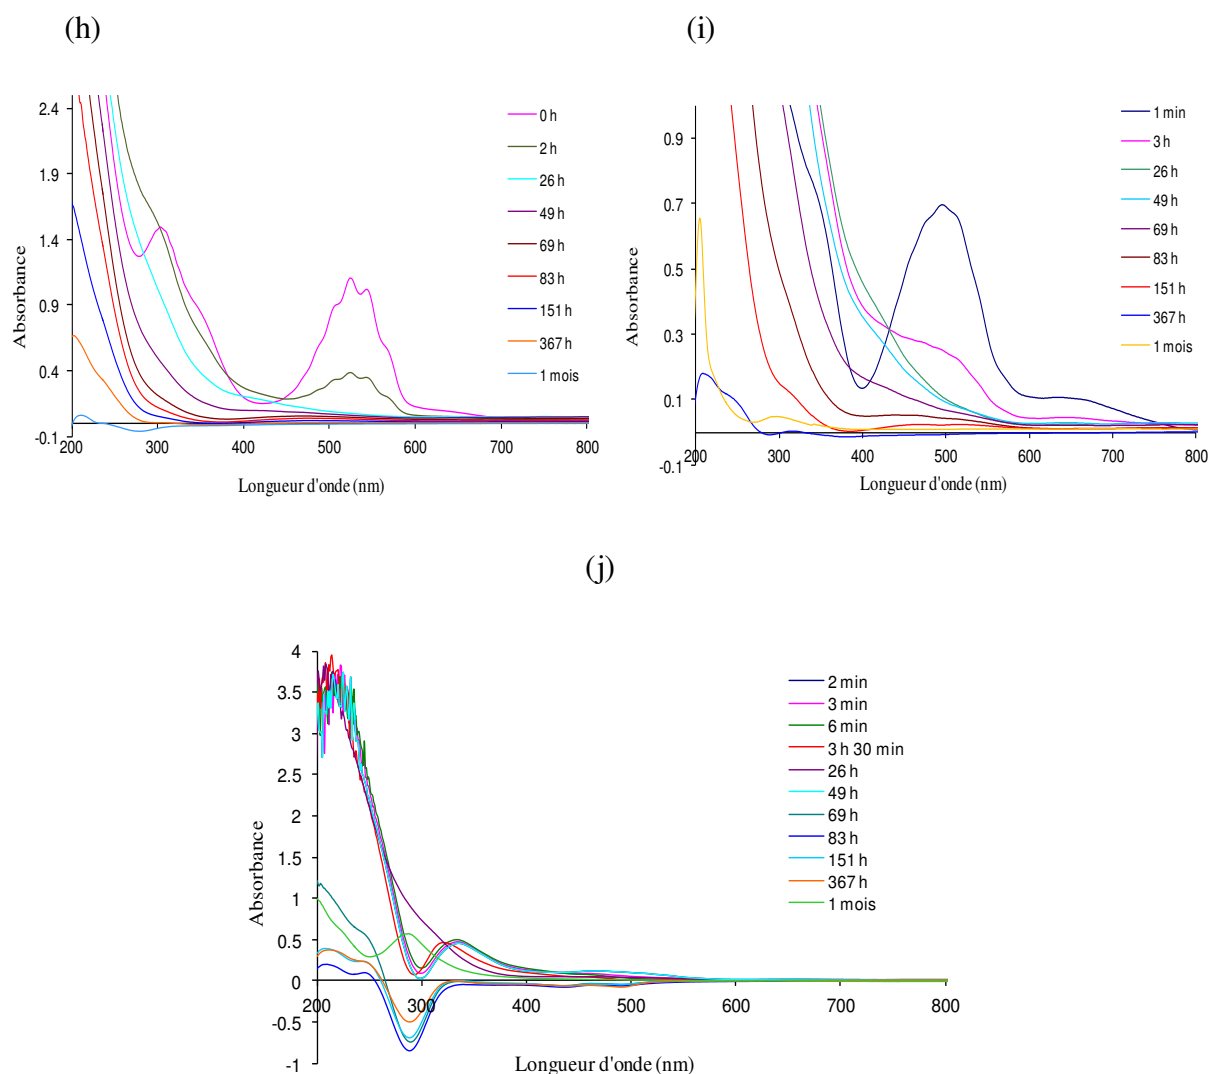 (h)
2.4
1.9
1.4
0.9
0.4
-0.1
200 300 400 500 600 700 800
Absorbance
Longueur d'onde (nm)
0 h
2 h
26 h
49 h
69 h
83 h
151 h
367 h
1 mois
(i)
0.9
0.7
0.5
0.3
0.1
-0.1
200 300 400 500 600 700 800
Absorbance
Longueur d'onde (nm)
1 min
3 h
26 h
49 h
69 h
83 h
151 h
367 h
1 mois
(j)
4
3.5
3
2.5
2
1.5
1
0.5
0
-0.5
-1
200 300 400 500 600 700 800
Absorbance
Longueur d'onde (nm)
2 min
3 min
6 min
3 h 30 min
26 h
49 h
69 h
83 h
151 h
367 h
1 mois